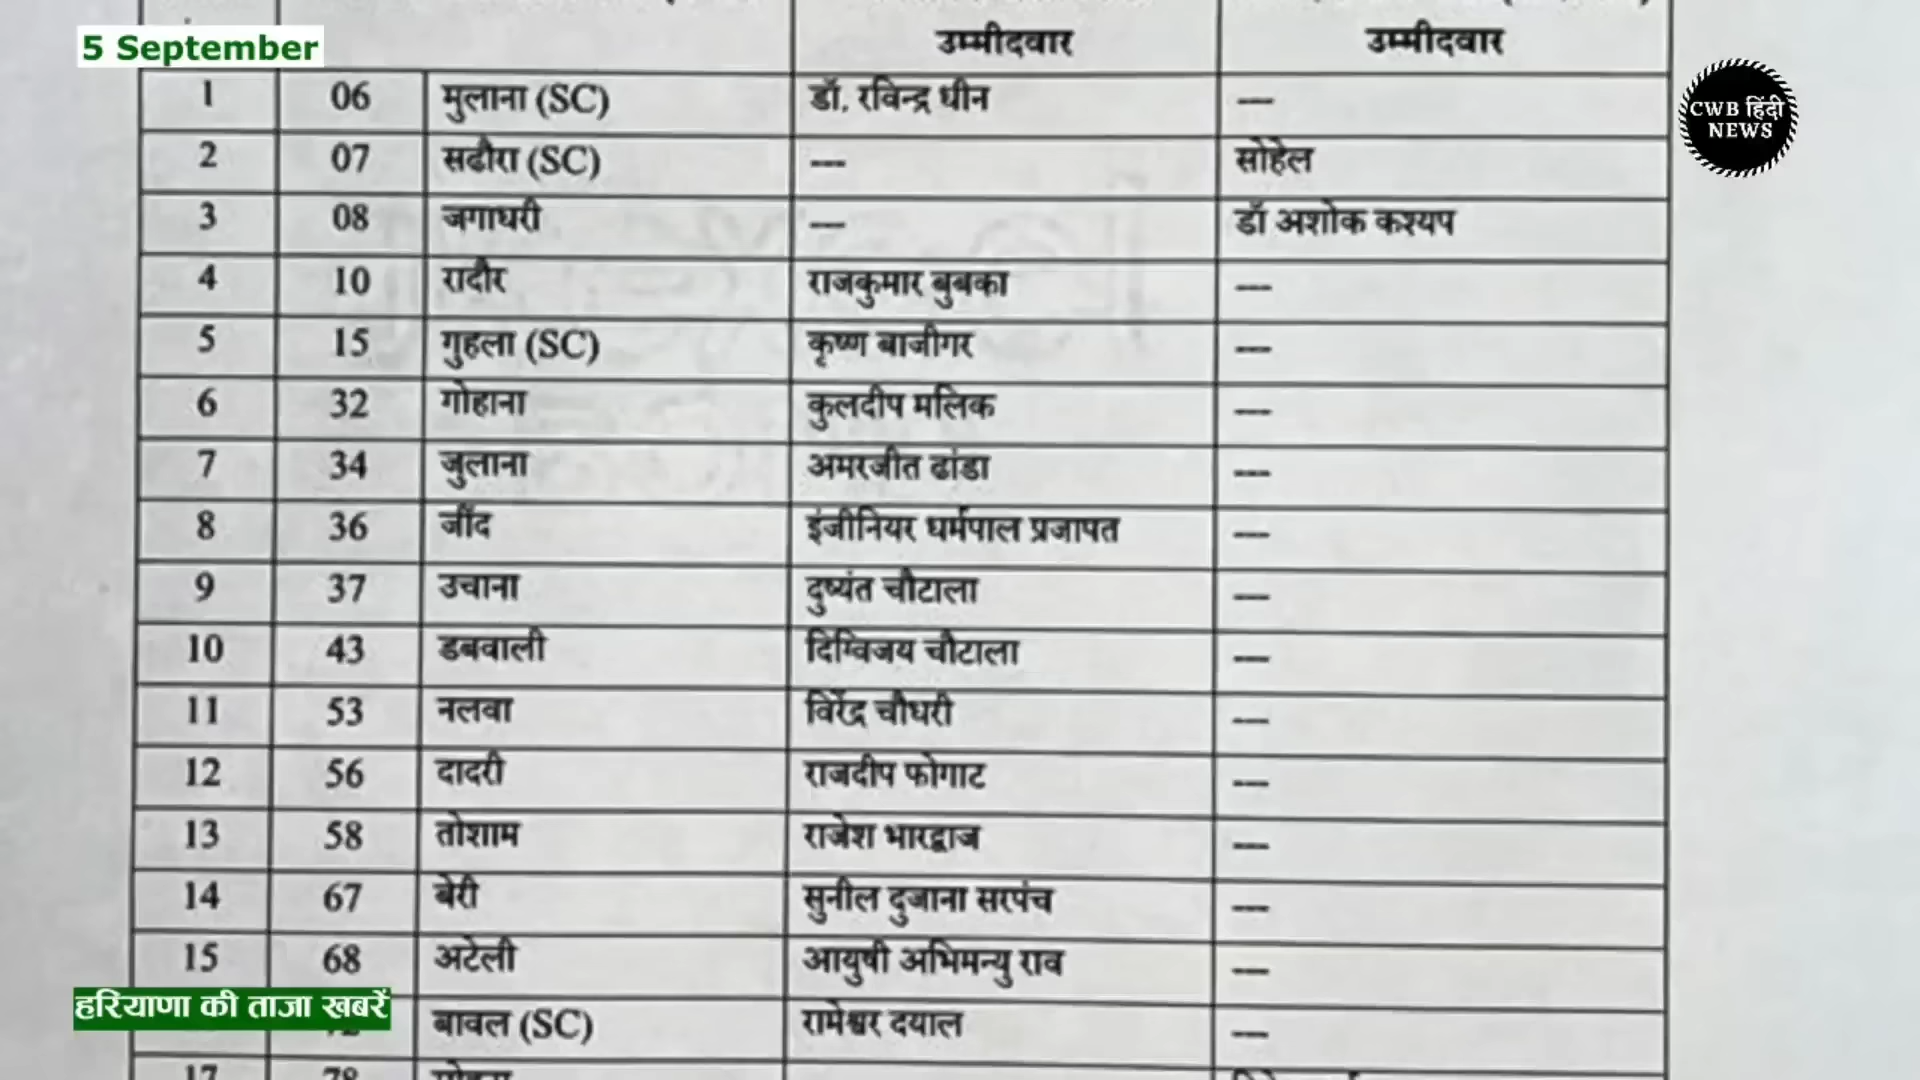 5 September
उम्मीदवार उम्मीदवार
CWB हिंदी
NEWS
1 06 मुलाना (SC) डॉ. रविन्द्र धीन ---
2 07 सढौरा (SC) --- सोहेल
3 08 जगाधरी --- डॉ अशोक कश्यप
4 10 रादौर राजकुमार बुबका ---
5 15 गुहला (SC) कृष्ण बाजीगर ---
6 32 गोहाना कुलदीप मलिक ---
7 34 जुलाना अमरजीत ढांडा ---
8 36 जींद इंजीनियर धर्मपाल प्रजापत ---
9 37 उचाना दुष्यंत चौटाला ---
10 43 डबवाली दिग्विजय चौटाला ---
11 53 नलवा विरेंद्र चौधरी ---
12 56 दादरी राजदीप फोगाट ---
13 58 तोशाम राजेश भारद्वाज ---
14 67 बेरी सुनील दुजाना सरपंच ---
15 68 अटेली आयुषी अभिमन्यु राव ---
हरियाणा की ताजा खबरें
बावल (SC) रामेश्वर दयाल ---
17 78